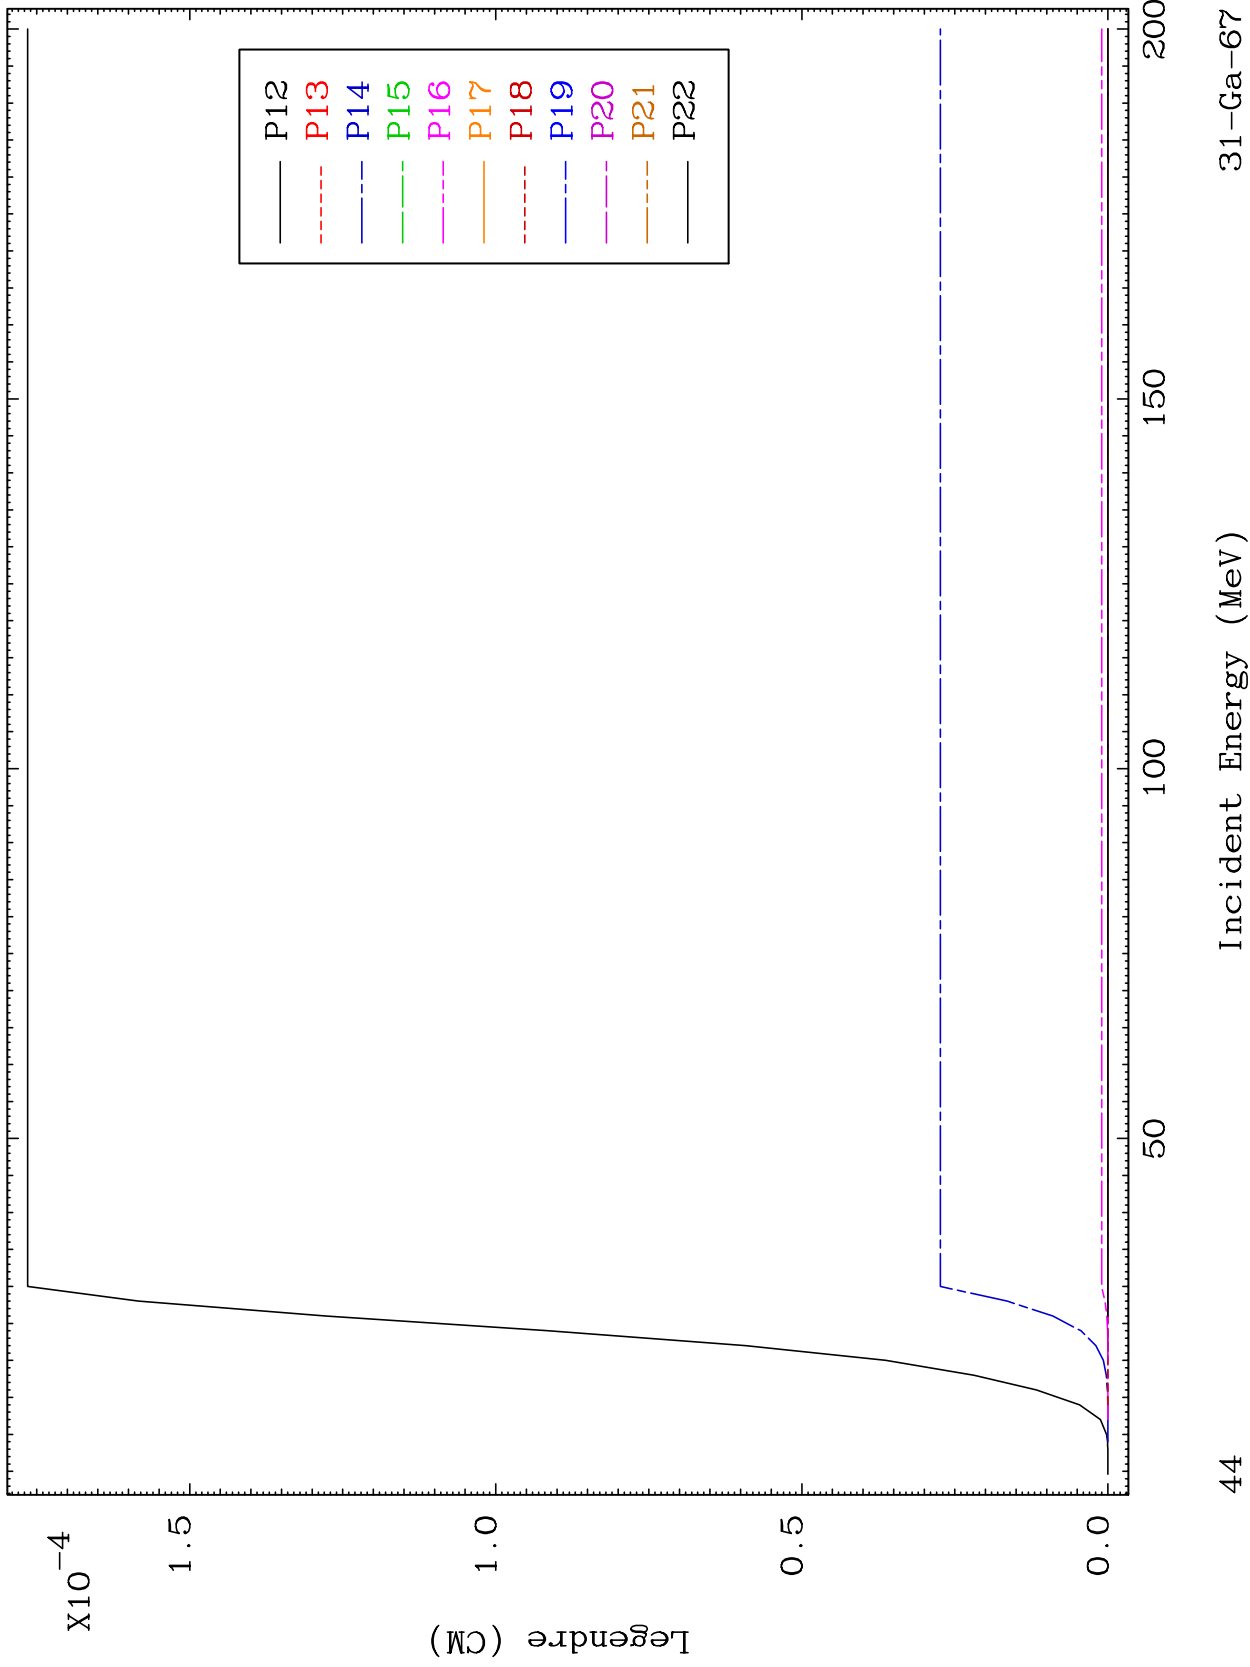 X10-4
1.5
1.0
0.5
0.0
Legendre (CM)
P12
P13
P14
P15
P16
P17
P18
P19
P20
P21
P22
50
100
150
200
Incident Energy (MeV)
44
31-Ga-67